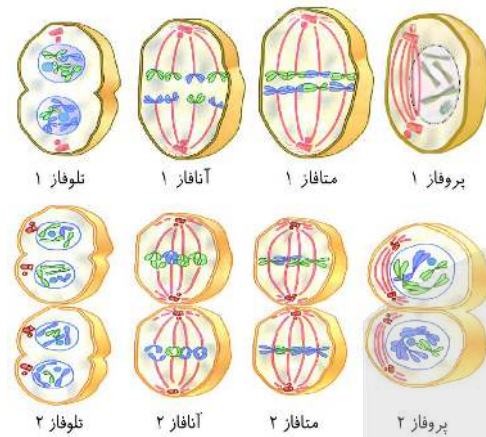 پروفاز ۱
متافاز ۱
آنافاز ۱
تلوفاز ۱
پروفاز ۲
متافاز ۲
آنافاز ۲
تلوفاز ۲